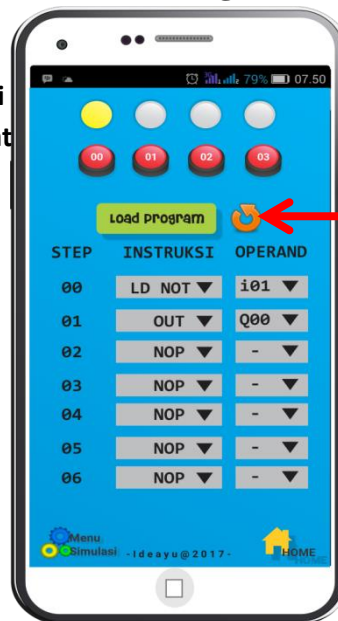 79% 07.50
i
t
00 01 02 03
Load Program
STEP INSTRUKSI OPERAND
00 LD NOT i01
01 OUT Q00
02 NOP -
03 NOP -
04 NOP -
05 NOP -
06 NOP -
Menu
Simulasi -Ideayu@2017- HOME